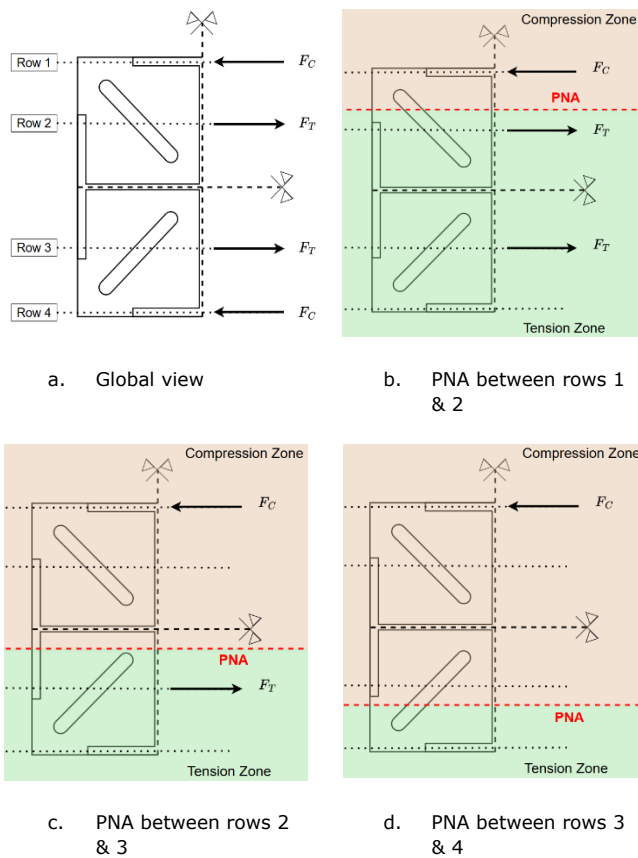 Row 1
F_C
Row 2
F_T
Row 3
F_T
Row 4
F_C
a. Global view
Compression Zone
F_C
PNA
F_T
F_T
Tension Zone
b. PNA between rows 1
& 2
Compression Zone
F_C
PNA
F_T
Tension Zone
c. PNA between rows 2
& 3
Compression Zone
F_C
PNA
Tension Zone
d. PNA between rows 3
& 4